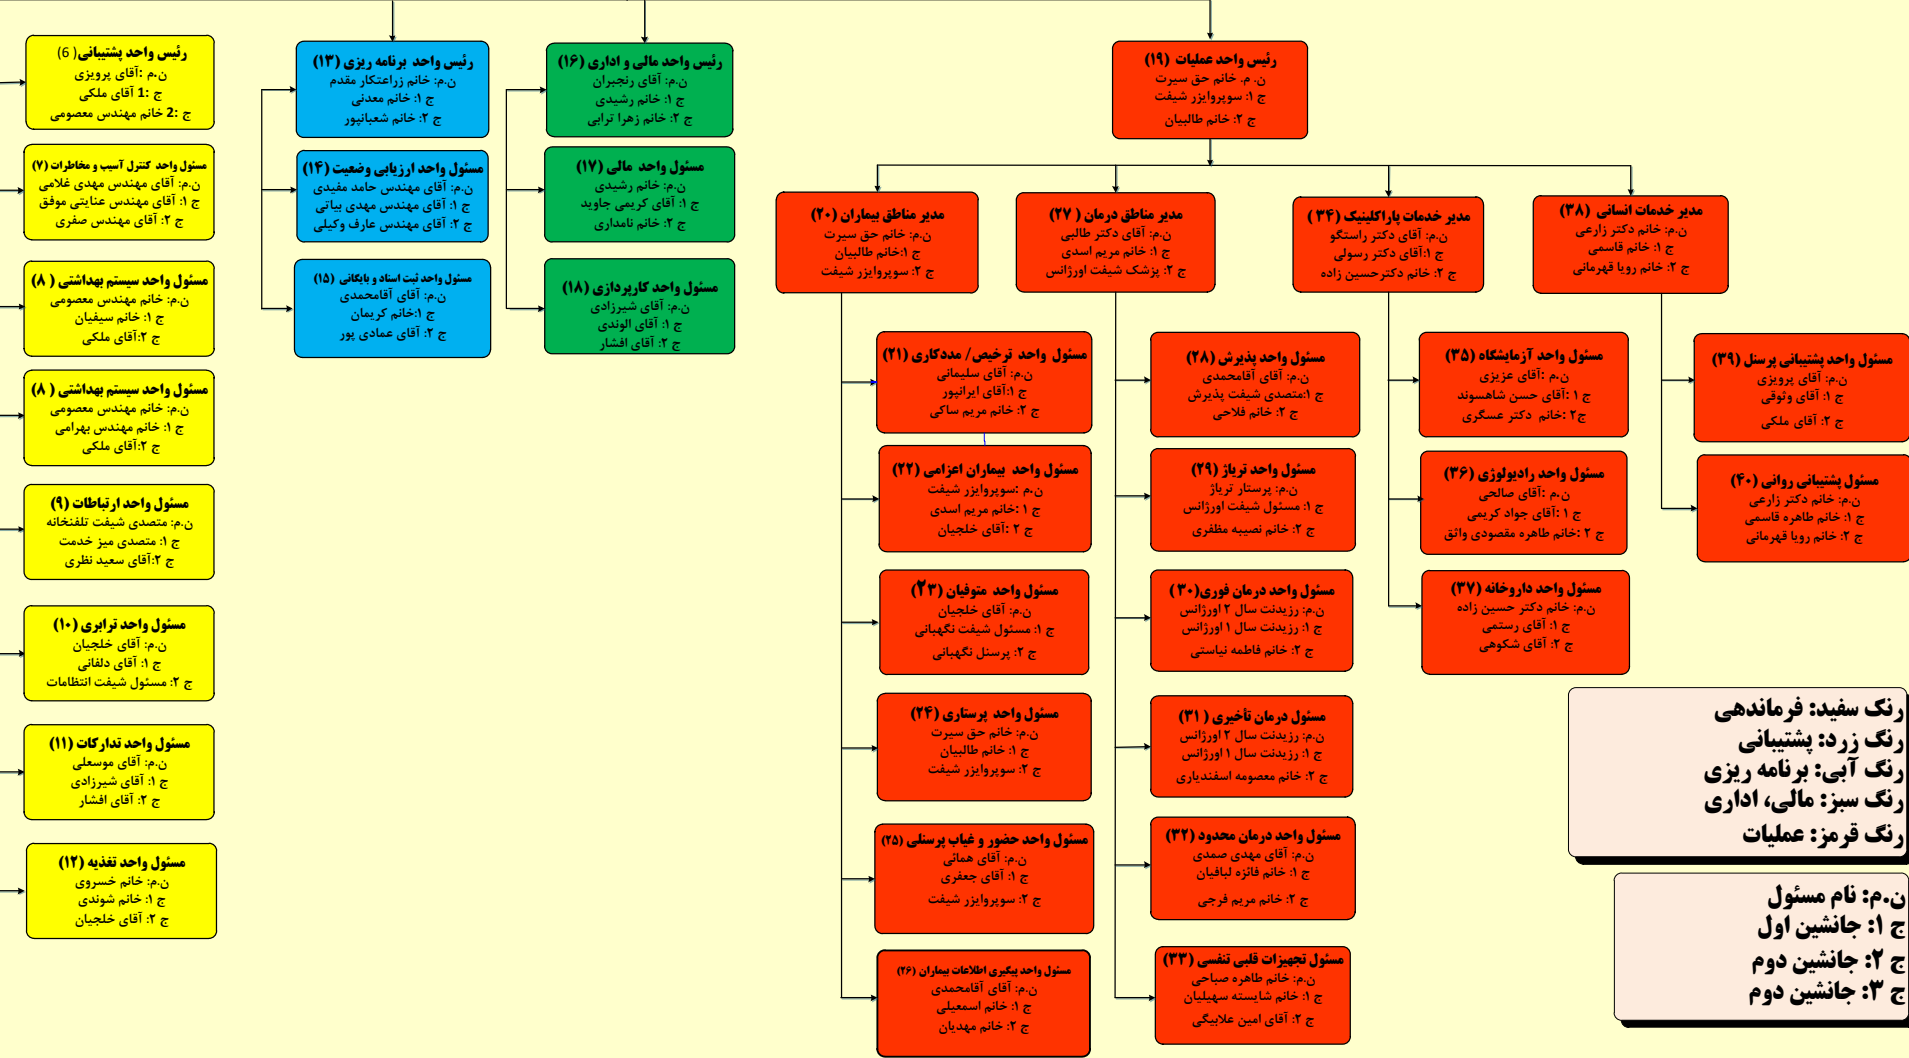 رئیس واحد پشتیبانی( 6)
ن.م :آقای پرویزی
ج :1 آقای ملکی
ج :2 خانم مهندس معصومی
مسئول واحد کنترل آسیب و مخاطرات (۷)
ن.م: آقای مهندس مهدی غلامی
ج ۱: آقای مهندس عنایتی موفق
ج ۲: آقای مهندس صفری
مسئول واحد سیستم بهداشتی ( ۸)
ن.م: خانم مهندس معصومی
ج ۱: خانم سیفیان
ج ۲:آقای ملکی
مسئول واحد سیستم بهداشتی ( ۸)
ن.م: خانم مهندس معصومی
ج ۱: خانم مهندس بهرامی
ج ۲:آقای ملکی
مسئول واحد ارتباطات (۹)
ن.م: متصدی شیفت تلفنخانه
ج ۱: متصدی میز خدمت
ج ۲:آقای سعید نظری
مسئول واحد ترابری (۱۰)
ن.م: آقای خلجیان
ج ۱: آقای دلفانی
ج ۲: مسئول شیفت انتظامات
مسئول واحد تدارکات (۱۱)
ن.م: آقای موسعلی
ج ۱: آقای شیرزادی
ج ۲: آقای افشار
مسئول واحد تغذیه (۱۲)
ن.م: خانم خسروی
ج ۱: خانم شوندی
ج ۲: آقای خلجیان
رئیس واحد برنامه ریزی (۱۳)
ن.م: خانم زراعتکار مقدم
ج ۱: خانم معدنی
ج ۲: خانم شعبانپور
مسئول واحد ارزیابی وضعیت (۱۴)
ن.م: آقای مهندس حامد مفیدی
ج ۱: آقای مهندس مهدی بیاتی
ج ۲: آقای مهندس عارف وکیلی
مسئول واحد ثبت اسناد و بایگانی (۱۵)
ن.م: آقای آقامحمدی
ج ۱:خانم کریمان
ج ۲: آقای عمادی پور
رئیس واحد مالی و اداری (۱۶)
ن.م: آقای رنجبران
ج ۱: خانم رشیدی
ج ۲: خانم زهرا ترابی
مسئول واحد مالی (۱۷)
ن.م: خانم رشیدی
ج ۱: آقای کریمی جاوید
ج ۲: خانم نامداری
مسئول واحد کارپردازی (۱۸)
ن.م: آقای شیرزادی
ج ۱: آقای الوندی
ج ۲: آقای افشار
رئیس واحد عملیات (۱۹)
ن. م. خانم حق سیرت
ج ۱: سوپروایزر شیفت
ج ۲: خانم طالبیان
مدیر مناطق بیماران (۲۰)
ن.م: خانم حق سیرت
ج ۱:خانم طالبیان
ج ۲: سوپروایزر شیفت
مسئول واحد ترخیص/ مددکاری (۲۱)
ن.م: آقای سلیمانی
ج ۱:آقای ایرانپور
ج ۲: خانم مریم ساکی
مسئول واحد بیماران اعزامی (۲۲)
ن.م :سوپروایزر شیفت
ج ۱ :خانم مریم اسدی
ج ۲ :آقای خلجیان
مسئول واحد متوفیان (۲۳)
ن.م: آقای خلجیان
ج ۱: مسئول شیفت نگهبانی
ج ۲: پرسنل نگهبانی
مسئول واحد پرستاری (۲۴)
ن.م: خانم حق سیرت
ج ۱: خانم طالبیان
ج ۲: سوپروایزر شیفت
مسئول واحد حضور و غیاب پرسنلی (۲۵)
ن.م: آقای همائی
ج ۱: آقای جعفری
ج ۲: سوپروایزر شیفت
مسئول واحد پیگیری اطلاعات بیماران (۲۶)
ن.م: آقای آقامحمدی
ج ۱: خانم اسمعیلی
ج ۲: خانم مهدیان
مدیر مناطق درمان ( ۲۷)
ن.م: آقای دکتر طالبی
ج ۱: خانم مریم اسدی
ج ۲: پزشک شیفت اورژانس
مسئول واحد پذیرش (۲۸)
ن.م: آقای آقامحمدی
ج ۱:متصدی شیفت پذیرش
ج ۲: خانم فلاحی
مسئول واحد تریاژ (۲۹)
ن.م: پرستار تریاژ
ج ۱: مسئول شیفت اورژانس
ج ۲: خانم نصیبه مظفری
مسئول واحد درمان فوری(۳۰ )
ن.م: رزیدنت سال ۲ اورژانس
ج ۱: رزیدنت سال ۱ اورژانس
ج ۲: خانم فاطمه نیاستی
مسئول درمان تأخیری ( ۳۱)
ن.م: رزیدنت سال ۲ اورژانس
ج ۱: رزیدنت سال ۱ اورژانس
ج ۲: خانم معصومه اسفندیاری
مسئول واحد درمان محدود (۳۲)
ن.م: آقای مهدی صمدی
ج ۱: خانم فائزه لبافیان
ج ۲: خانم مریم فرجی
مسئول تجهیزات قلبی تنفسی (۳۳)
ن.م: خانم طاهره صباحی
ج ۱: خانم شایسته سهیلیان
ج ۲: آقای امین علابیگی
مدیر خدمات پاراکلینیک ( ۳۴)
ن.م: آقای دکتر راستگو
ج ۱:آقای دکتر رسولی
ج ۲: خانم دکترحسین زاده
مسئول واحد آزمایشگاه (۳۵)
ن.م :آقای عزیزی
ج ۱ :آقای حسن شاهسوند
ج۲ :خانم دکتر عسگری
مسئول واحد رادیولوژی (۳۶)
ن.م :آقای صالحی
ج ۱ :آقای جواد کریمی
ج ۲ :خانم طاهره مقصودی واثق
مسئول واحد داروخانه (۳۷)
ن.م: خانم دکتر حسین زاده
ج ۱: آقای رستمی
ج ۲: آقای شکوهی
مدیر خدمات انسانی (۳۸)
ن.م: خانم دکتر زارعی
ج ۱: خانم قاسمی
ج ۲: خانم رویا قهرمانی
مسئول واحد پشتیبانی پرسنل (۳۹)
ن.م: آقای پرویزی
ج ۱: آقای وثوقی
ج ۲: آقای ملکی
مسئول پشتیبانی روانی (۴۰)
ن.م: خانم دکتر زارعی
ج ۱: خانم طاهره قاسمی
ج ۲: خانم رویا قهرمانی
رنگ سفید: فرماندهی
رنگ زرد: پشتیبانی
رنگ آبی: برنامه ریزی
رنگ سبز: مالی، اداری
رنگ قرمز: عملیات
ن.م: نام مسئول
ج ۱: جانشین اول
ج ۲: جانشین دوم
ج ۳: جانشین دوم